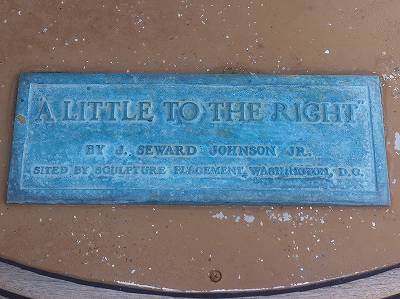 "A LITTLE TO THE RIGHT"
BY J. SEWARD JOHNSON JR.
SITED BY SCULPTURE PLACEMENT, WASHINGTON, D.C.